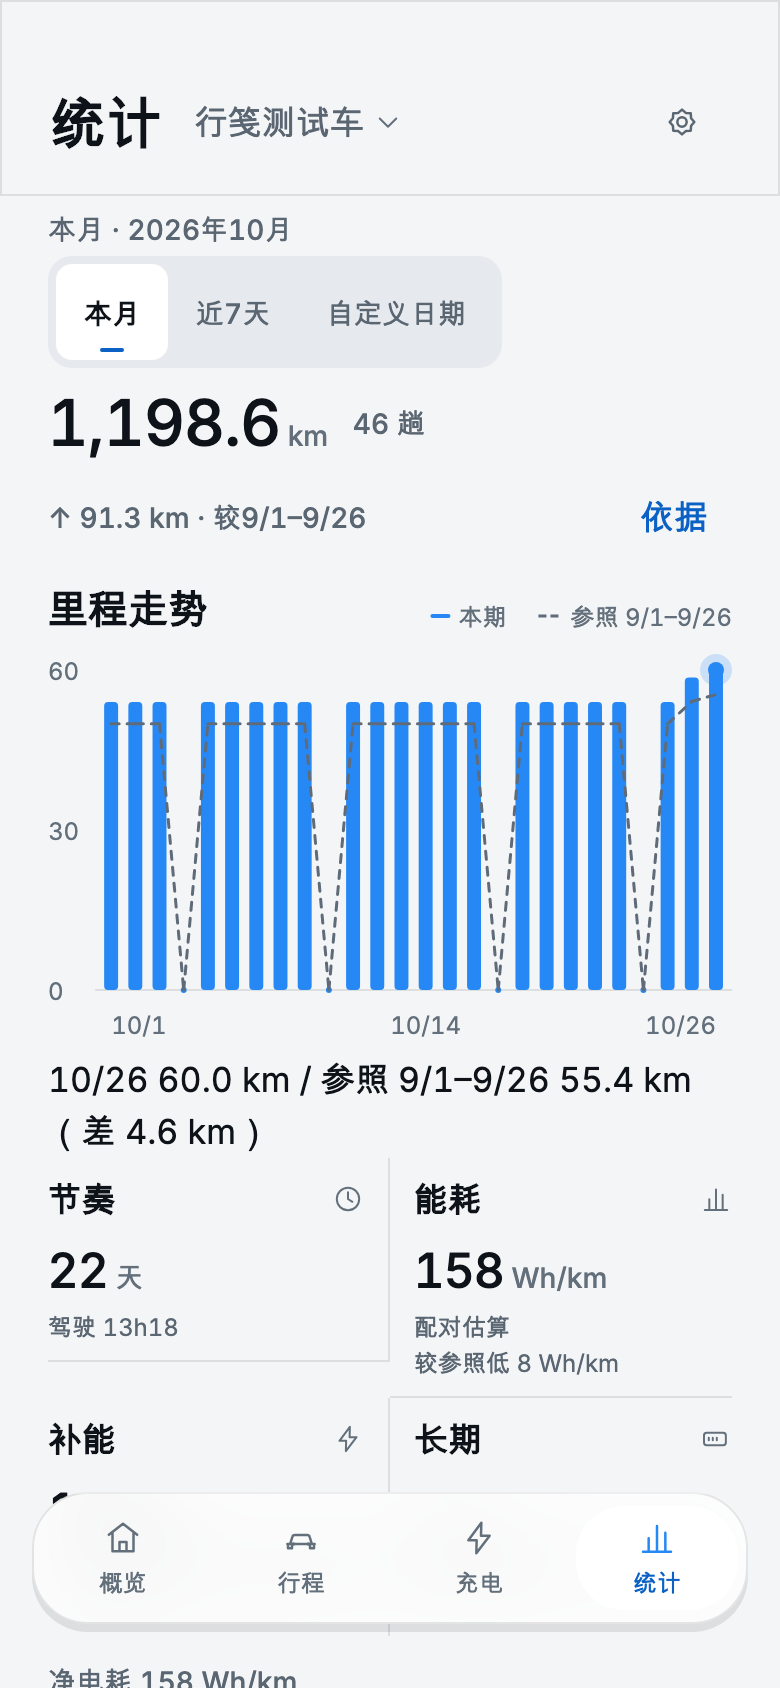 统计 行笺测试车
本月 · 2026年10月
本月 近7天 自定义日期
1,198.6 km 46 趟
↑ 91.3 km · 较9/1–9/26 依据
里程走势 本期 参照 9/1–9/26
60
30
0
10/1 10/14 10/26
10/26 60.0 km / 参照 9/1–9/26 55.4 km
( 差 4.6 km )
节奏 能耗
22 天 158 Wh/km
驾驶 13h18 配对估算
较参照低 8 Wh/km
补能 长期
概览 行程 充电 统计
净电耗 158 Wh/km